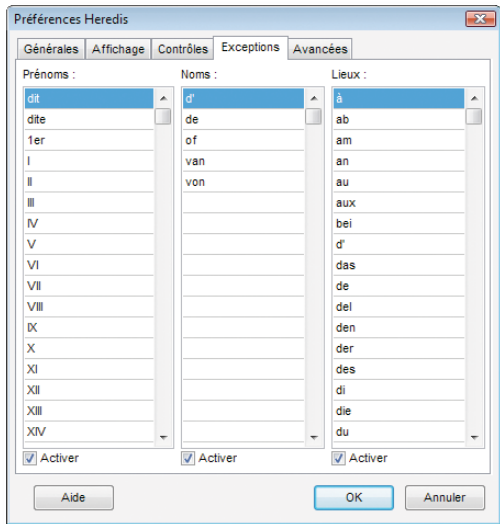 Préférences Heredis
Générales Affichage Contrôles Exceptions Avancées
Prénoms : Noms : Lieux :
dit d' à
dite de ab
1er of am
I van an
II von au
III aux
IV bei
V d'
VI das
VII de
VIII del
IX den
X der
XI des
XII di
XIII die
XIV du
Activer Activer Activer
Aide OK Annuler